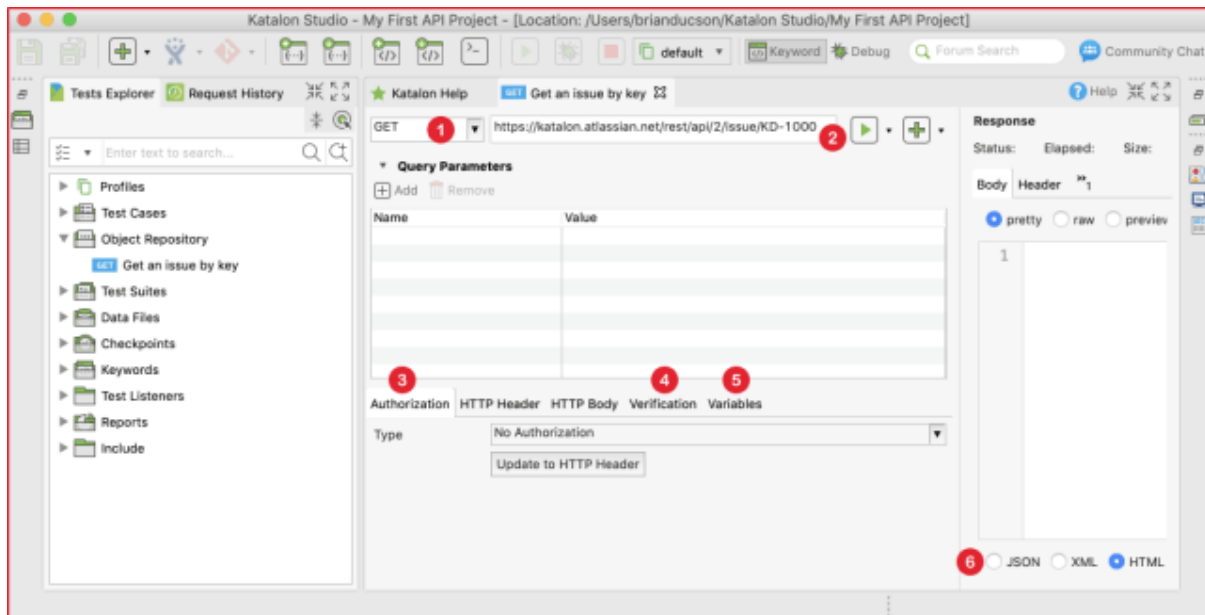 Katalon Studio - My First API Project - [Location: /Users/brianducson/Katalon Studio/My First API Project]
default
Keyword
Debug
Forum Search
Community Chat
Tests Explorer
Request History
Enter text to search...
Profiles
Test Cases
Object Repository
GET Get an issue by key
Test Suites
Data Files
Checkpoints
Keywords
Test Listeners
Reports
Include
Katalon Help
GET Get an issue by key
Help
GET
1
https://katalon.atlassian.net/rest/api/2/issue/KD-1000
2
Query Parameters
Add
Remove
Name
Value
3
4
5
Authorization
HTTP Header
HTTP Body
Verification
Variables
Type
No Authorization
Update to HTTP Header
Response
Status:
Elapsed:
Size:
Body
Header
»1
pretty
raw
preview
1
6
JSON
XML
HTML